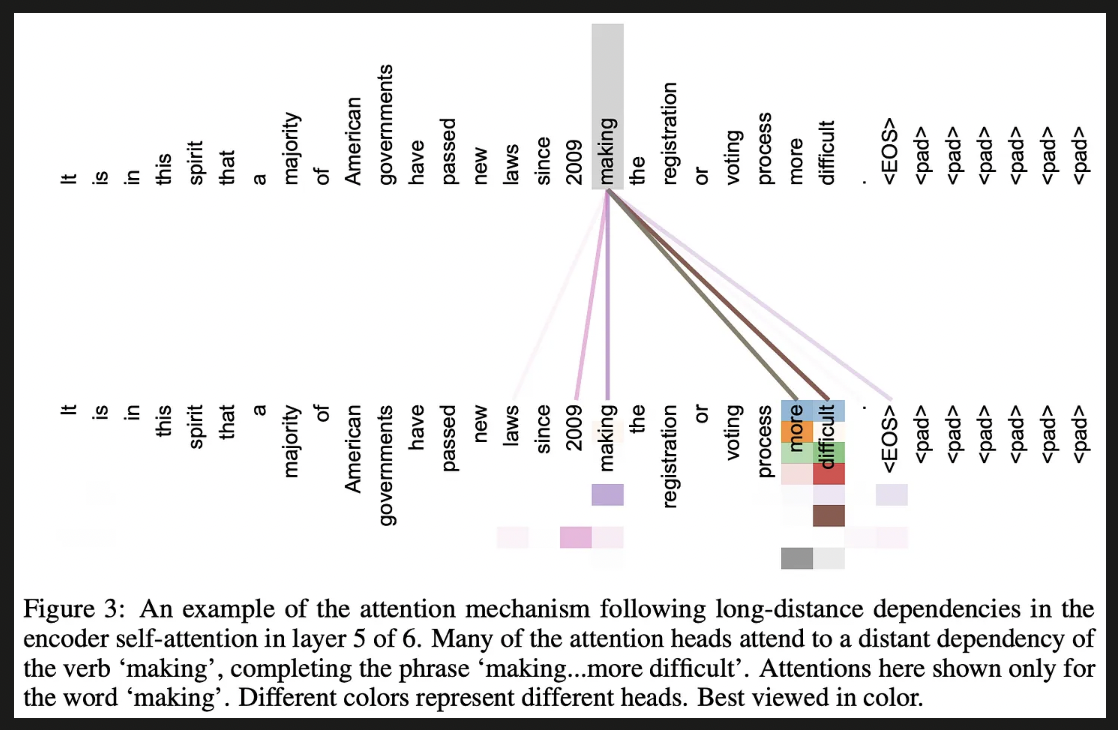 It is in this spirit that a majority of American governments have passed new laws since 2009 making the registration or voting process more difficult . <EOS> <pad> <pad> <pad> <pad> <pad> <pad>
It is in this spirit that a majority of American governments have passed new laws since 2009 making the registration or voting process more difficult . <EOS> <pad> <pad> <pad> <pad> <pad> <pad>
Figure 3: An example of the attention mechanism following long-distance dependencies in the
encoder self-attention in layer 5 of 6. Many of the attention heads attend to a distant dependency of
the verb ‘making’, completing the phrase ‘making...more difficult’. Attentions here shown only for
the word ‘making’. Different colors represent different heads. Best viewed in color.